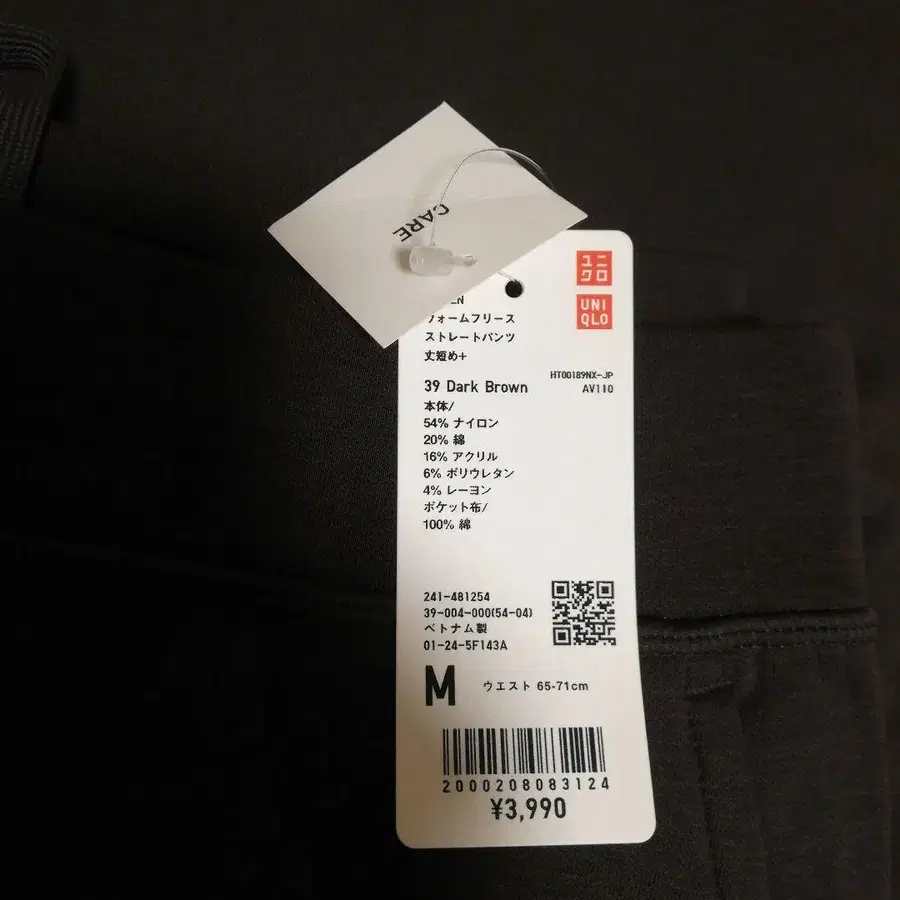 CARE
ユニ
クロ
UNI
QLO
ォームフリース
ストレートパンツ
丈短め+
HT00189NX-JP
39 Dark Brown
AV110
本体/
54% ナイロン
20% 綿
16% アクリル
6% ポリウレタン
4% レーヨン
ポケット布/
100% 綿
241-481254
39-004-000(54-04)
ベトナム製
01-24-5F143A
M ウエスト 65-71cm
2000208083124
¥3,990